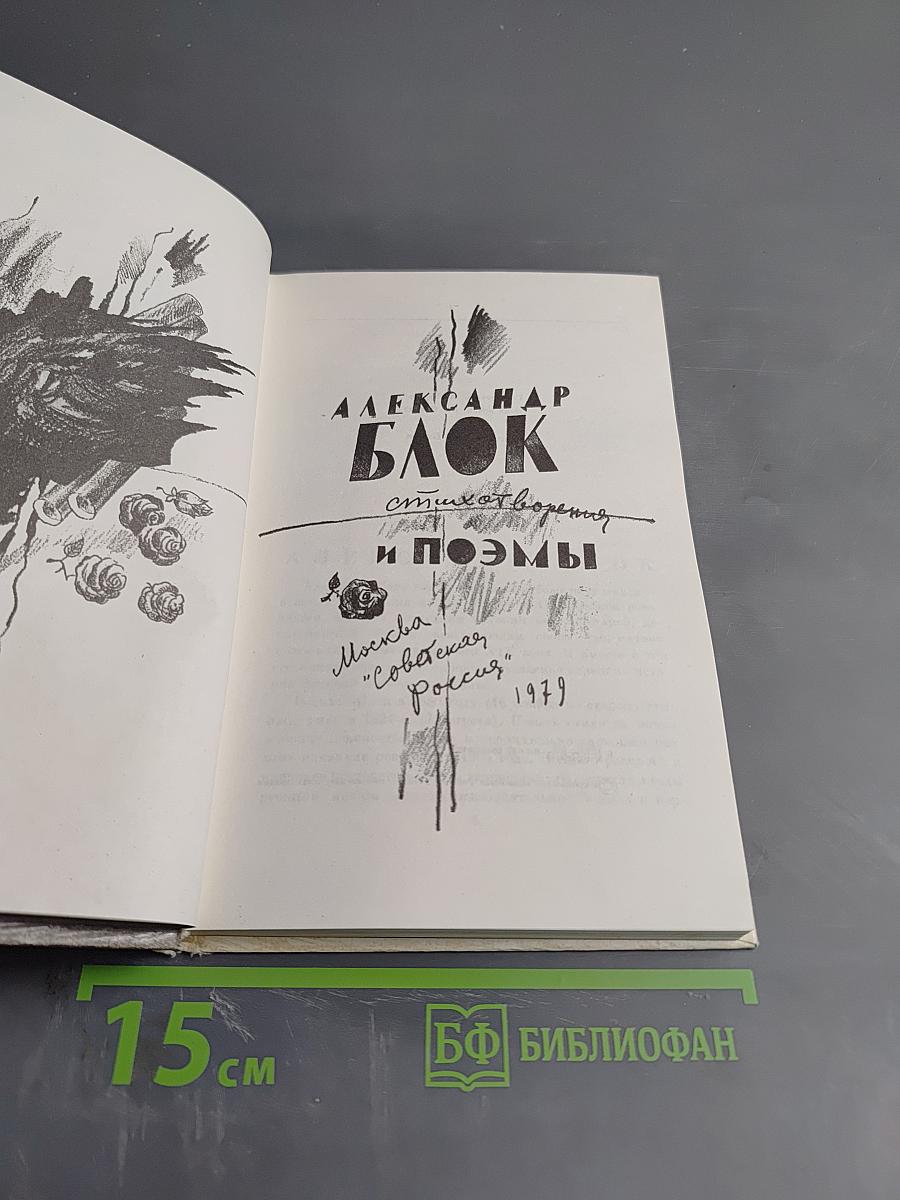 АЛЕКСАНДР
БЛОК
стихотворения
и ПОЭМЫ
Москва
"Советская
Россия"
1979
15 см
БФ БИБЛИОФАН